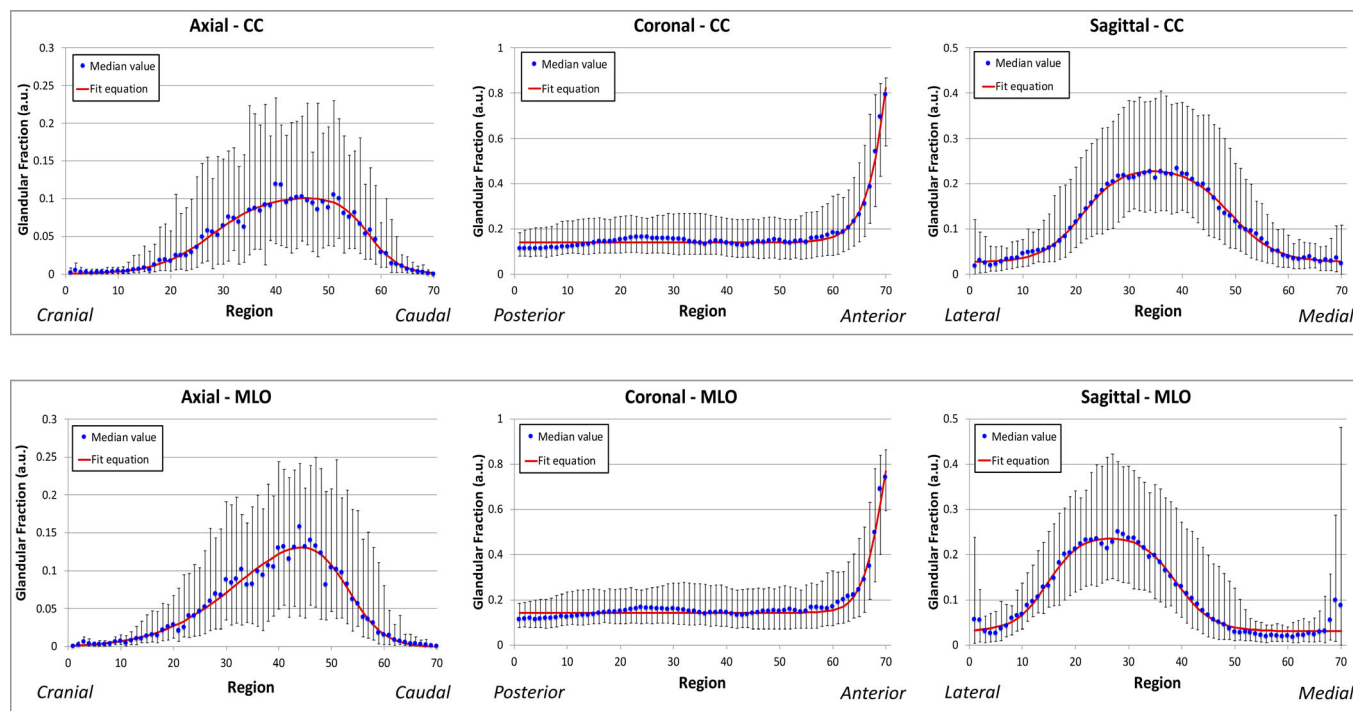 Axial - CC
Coronal - CC
Sagittal - CC
Glandular Fraction (a.u.)
0.3
0.25
0.2
0.15
0.1
0.05
0
Median value
Fit equation
0 10 20 30 40 50 60 70
Cranial Region Caudal
Glandular Fraction (a.u.)
1
0.8
0.6
0.4
0.2
0
Median value
Fit equation
0 10 20 30 40 50 60 70
Posterior Region Anterior
Glandular Fraction (a.u.)
0.5
0.4
0.3
0.2
0.1
0
Median value
Fit equation
0 10 20 30 40 50 60 70
Lateral Region Medial
Axial - MLO
Coronal - MLO
Sagittal - MLO
Glandular Fraction (a.u.)
0.3
0.25
0.2
0.15
0.1
0.05
0
Median value
Fit equation
0 10 20 30 40 50 60 70
Cranial Region Caudal
Glandular Fraction (a.u.)
1
0.8
0.6
0.4
0.2
0
Median value
Fit equation
0 10 20 30 40 50 60 70
Posterior Region Anterior
Glandular Fraction (a.u.)
0.5
0.4
0.3
0.2
0.1
0
Median value
Fit equation
0 10 20 30 40 50 60 70
Lateral Region Medial